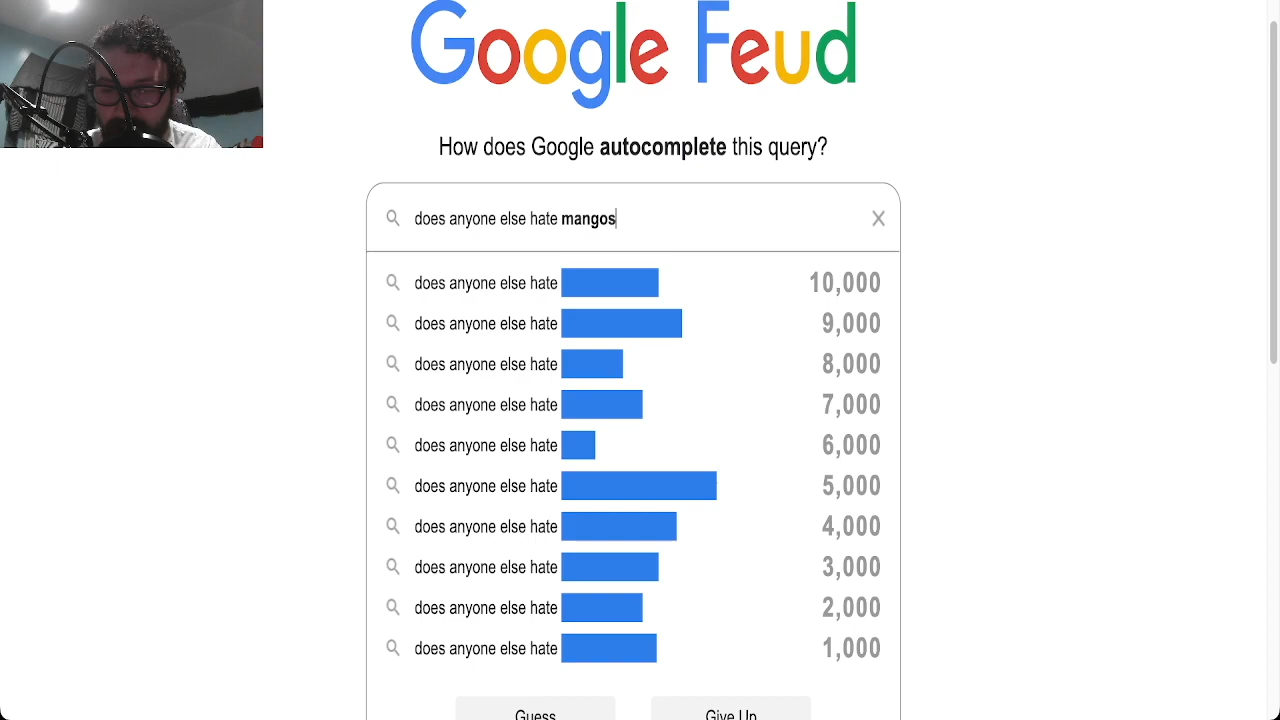 Google Feud
How does Google autocomplete this query?
does anyone else hate mangos X
does anyone else hate 10,000
does anyone else hate 9,000
does anyone else hate 8,000
does anyone else hate 7,000
does anyone else hate 6,000
does anyone else hate 5,000
does anyone else hate 4,000
does anyone else hate 3,000
does anyone else hate 2,000
does anyone else hate 1,000
Guess Give Up